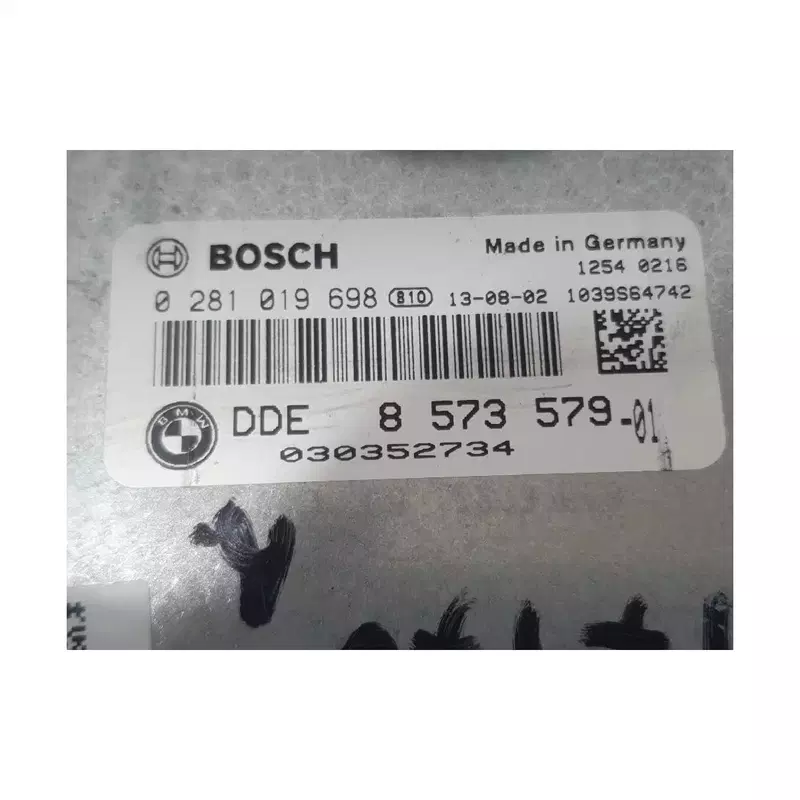 BOSCH
Made in Germany
1254 0216
0 281 019 698 810 13-08-02 1039S64742
BMW
DDE 8 573 579-01
030352734